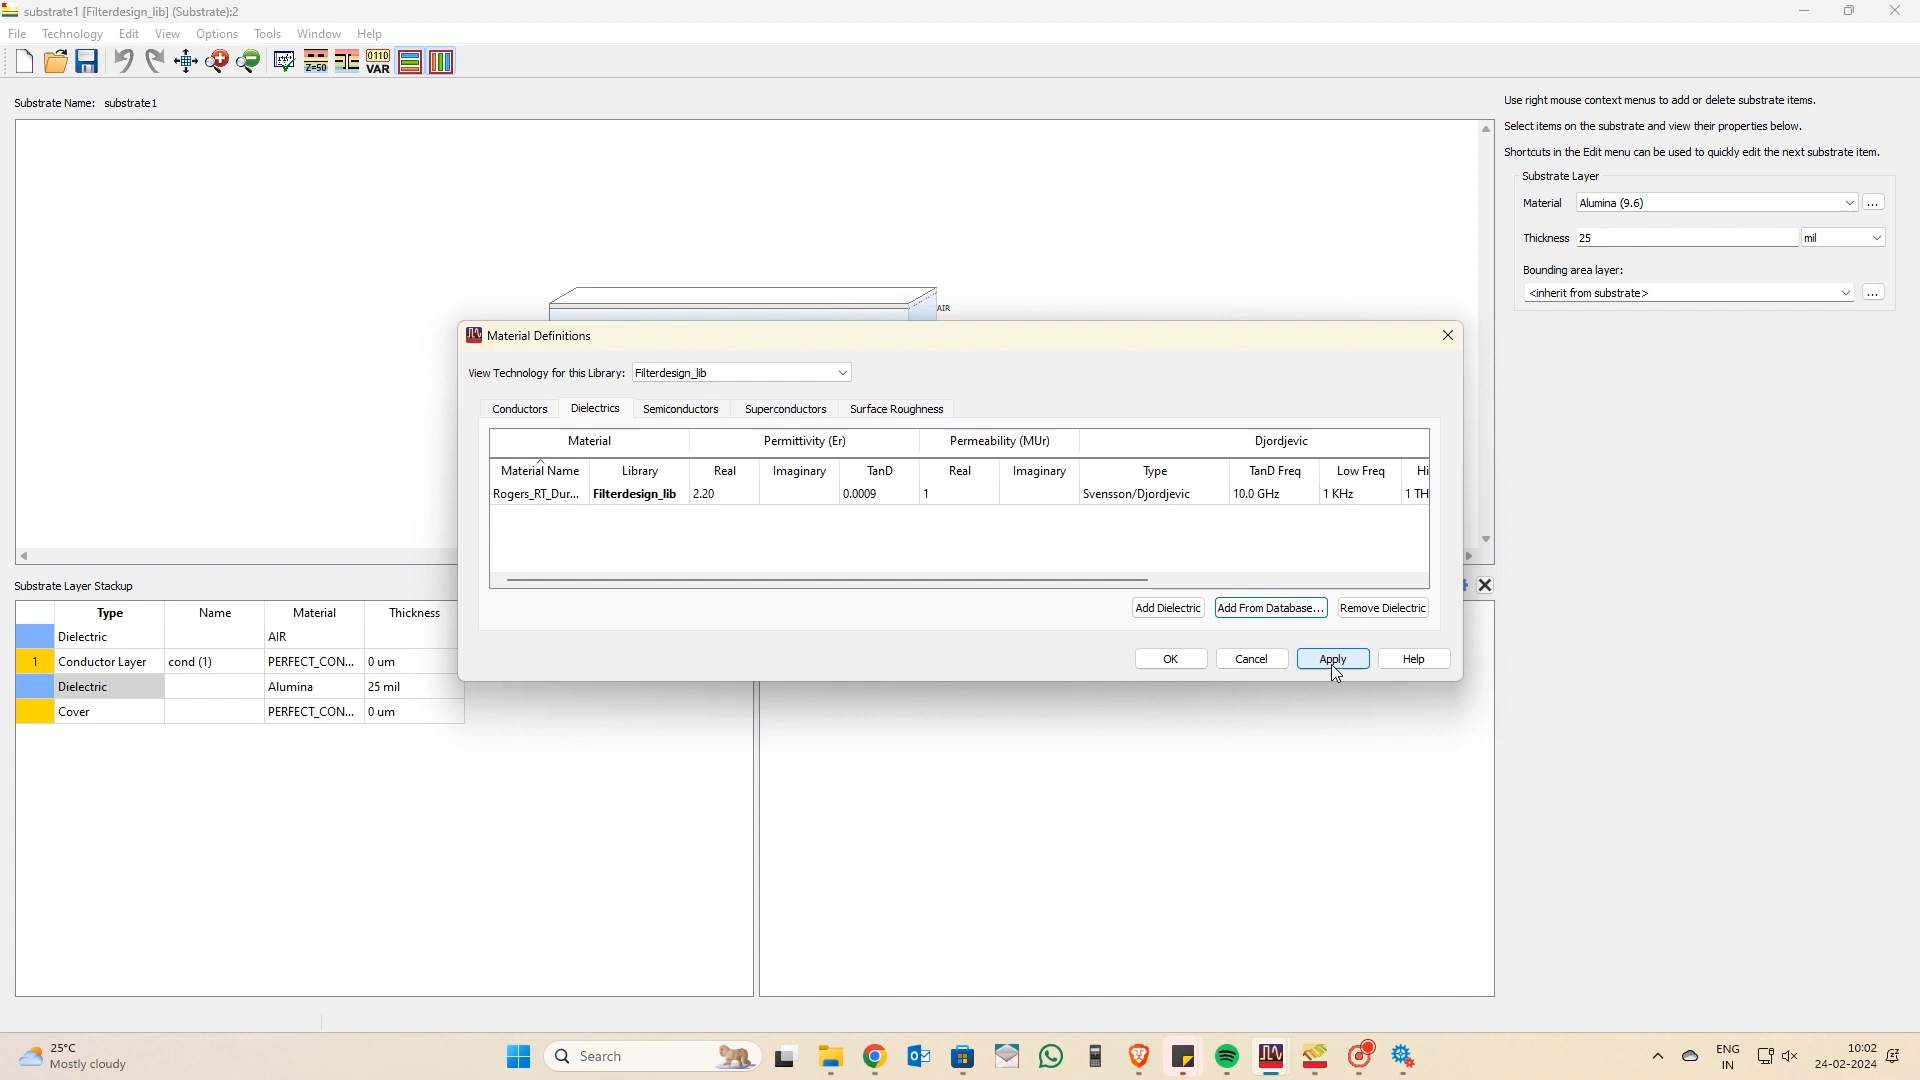 substrate1 [Filterdesign_lib] (Substrate):2
File Technology Edit View Options Tools Window Help
Z=50 0110 VAR
Substrate Name: substrate1
Use right mouse context menus to add or delete substrate items.
Select items on the substrate and view their properties below.
Shortcuts in the Edit menu can be used to quickly edit the next substrate item.
Substrate Layer
Material Alumina (9.6) ...
Thickness 25 mil
Bounding area layer:
<inherit from substrate> ...
AIR
Material Definitions
View Technology for this Library: Filterdesign_lib
Conductors Dielectrics Semiconductors Superconductors Surface Roughness
Material Permittivity (Er) Permeability (MUr) Djordjevic
Material Name Library Real Imaginary TanD Real Imaginary Type TanD Freq Low Freq Hi
Rogers_RT_Dur... Filterdesign_lib 2.20 0.0009 1 Svensson/Djordjevic 10.0 GHz 1 KHz 1 TH
Add Dielectric Add From Database... Remove Dielectric
OK Cancel Apply Help
Substrate Layer Stackup
Type Name Material Thickness
Dielectric AIR
1 Conductor Layer cond (1) PERFECT_CON... 0 um
Dielectric Alumina 25 mil
Cover PERFECT_CON... 0 um
25°C
Mostly cloudy
Search
ENG
IN
10:02
24-02-2024